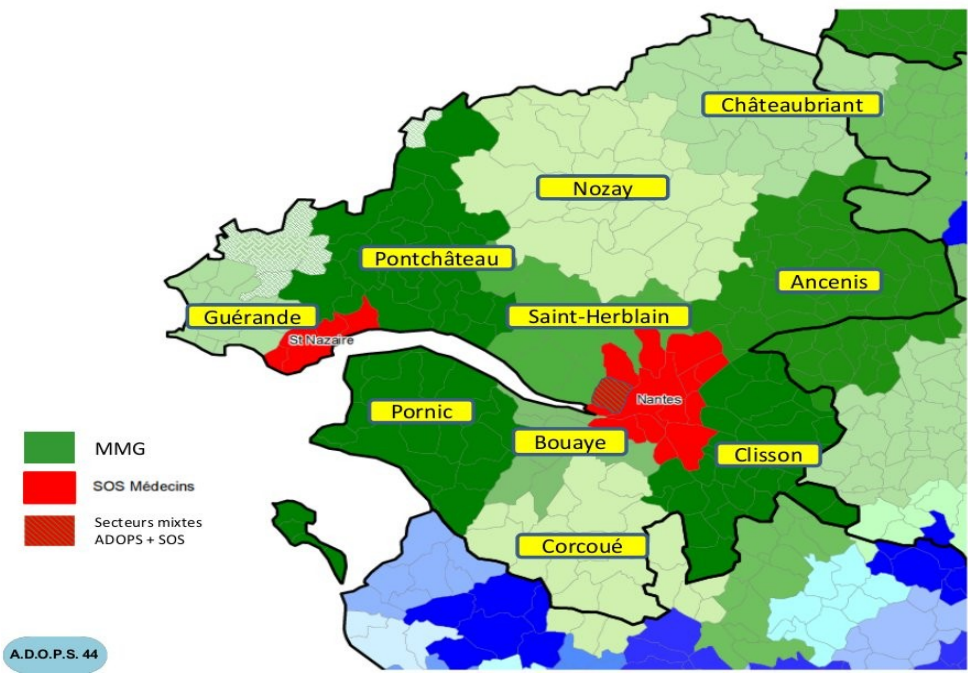 Châteaubriant
Nozay
Pontchâteau
Ancenis
Guérande
Saint-Herblain
St Nazaire
Nantes
Pornic
Bouaye
Clisson
Corcoué
MMG
SOS Médecins
Secteurs mixtes
ADOPS + SOS
A.D.O.P.S. 44